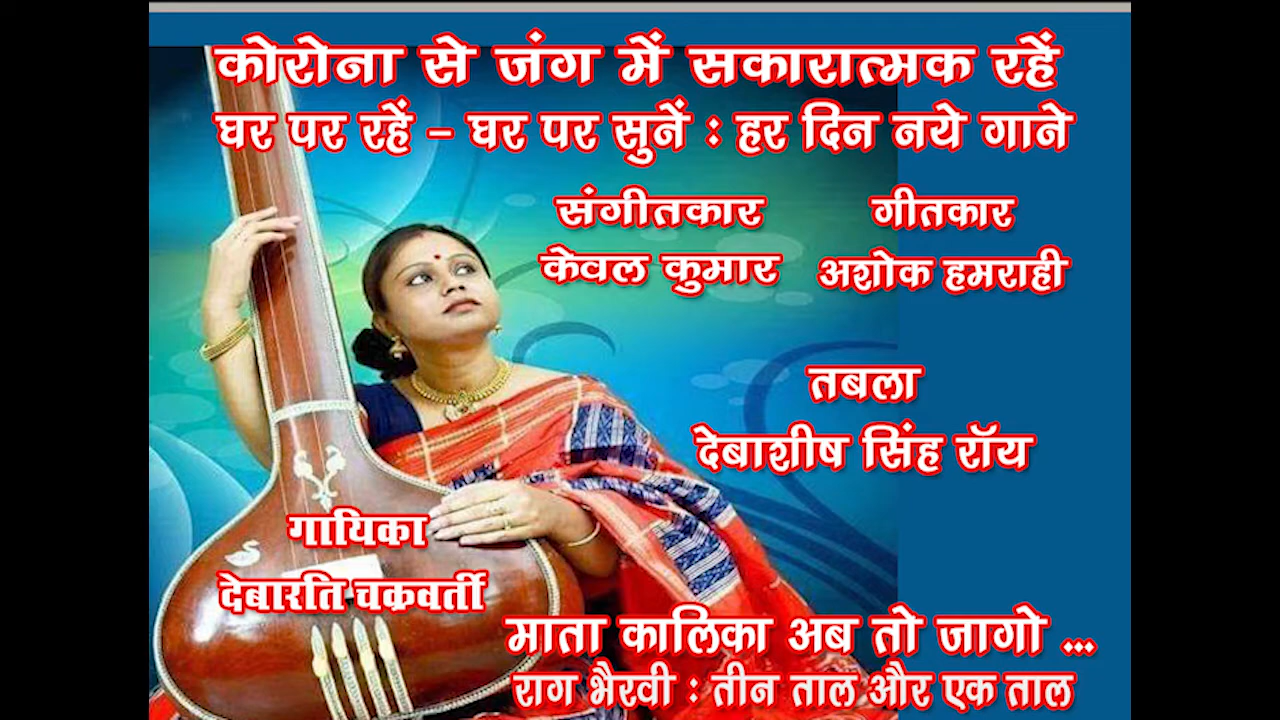 कोरोना से जंग में सकारात्मक रहें
घर पर रहें - घर पर सुनें : हर दिन नये गाने
संगीतकार
केवल कुमार
गीतकार
अशोक हमराही
तबला
देबाशीष सिंह रॉय
गायिका
देबारति चक्रवर्ती
माता कालिका अब तो जागो ...
राग भैरवी : तीन ताल और एक ताल